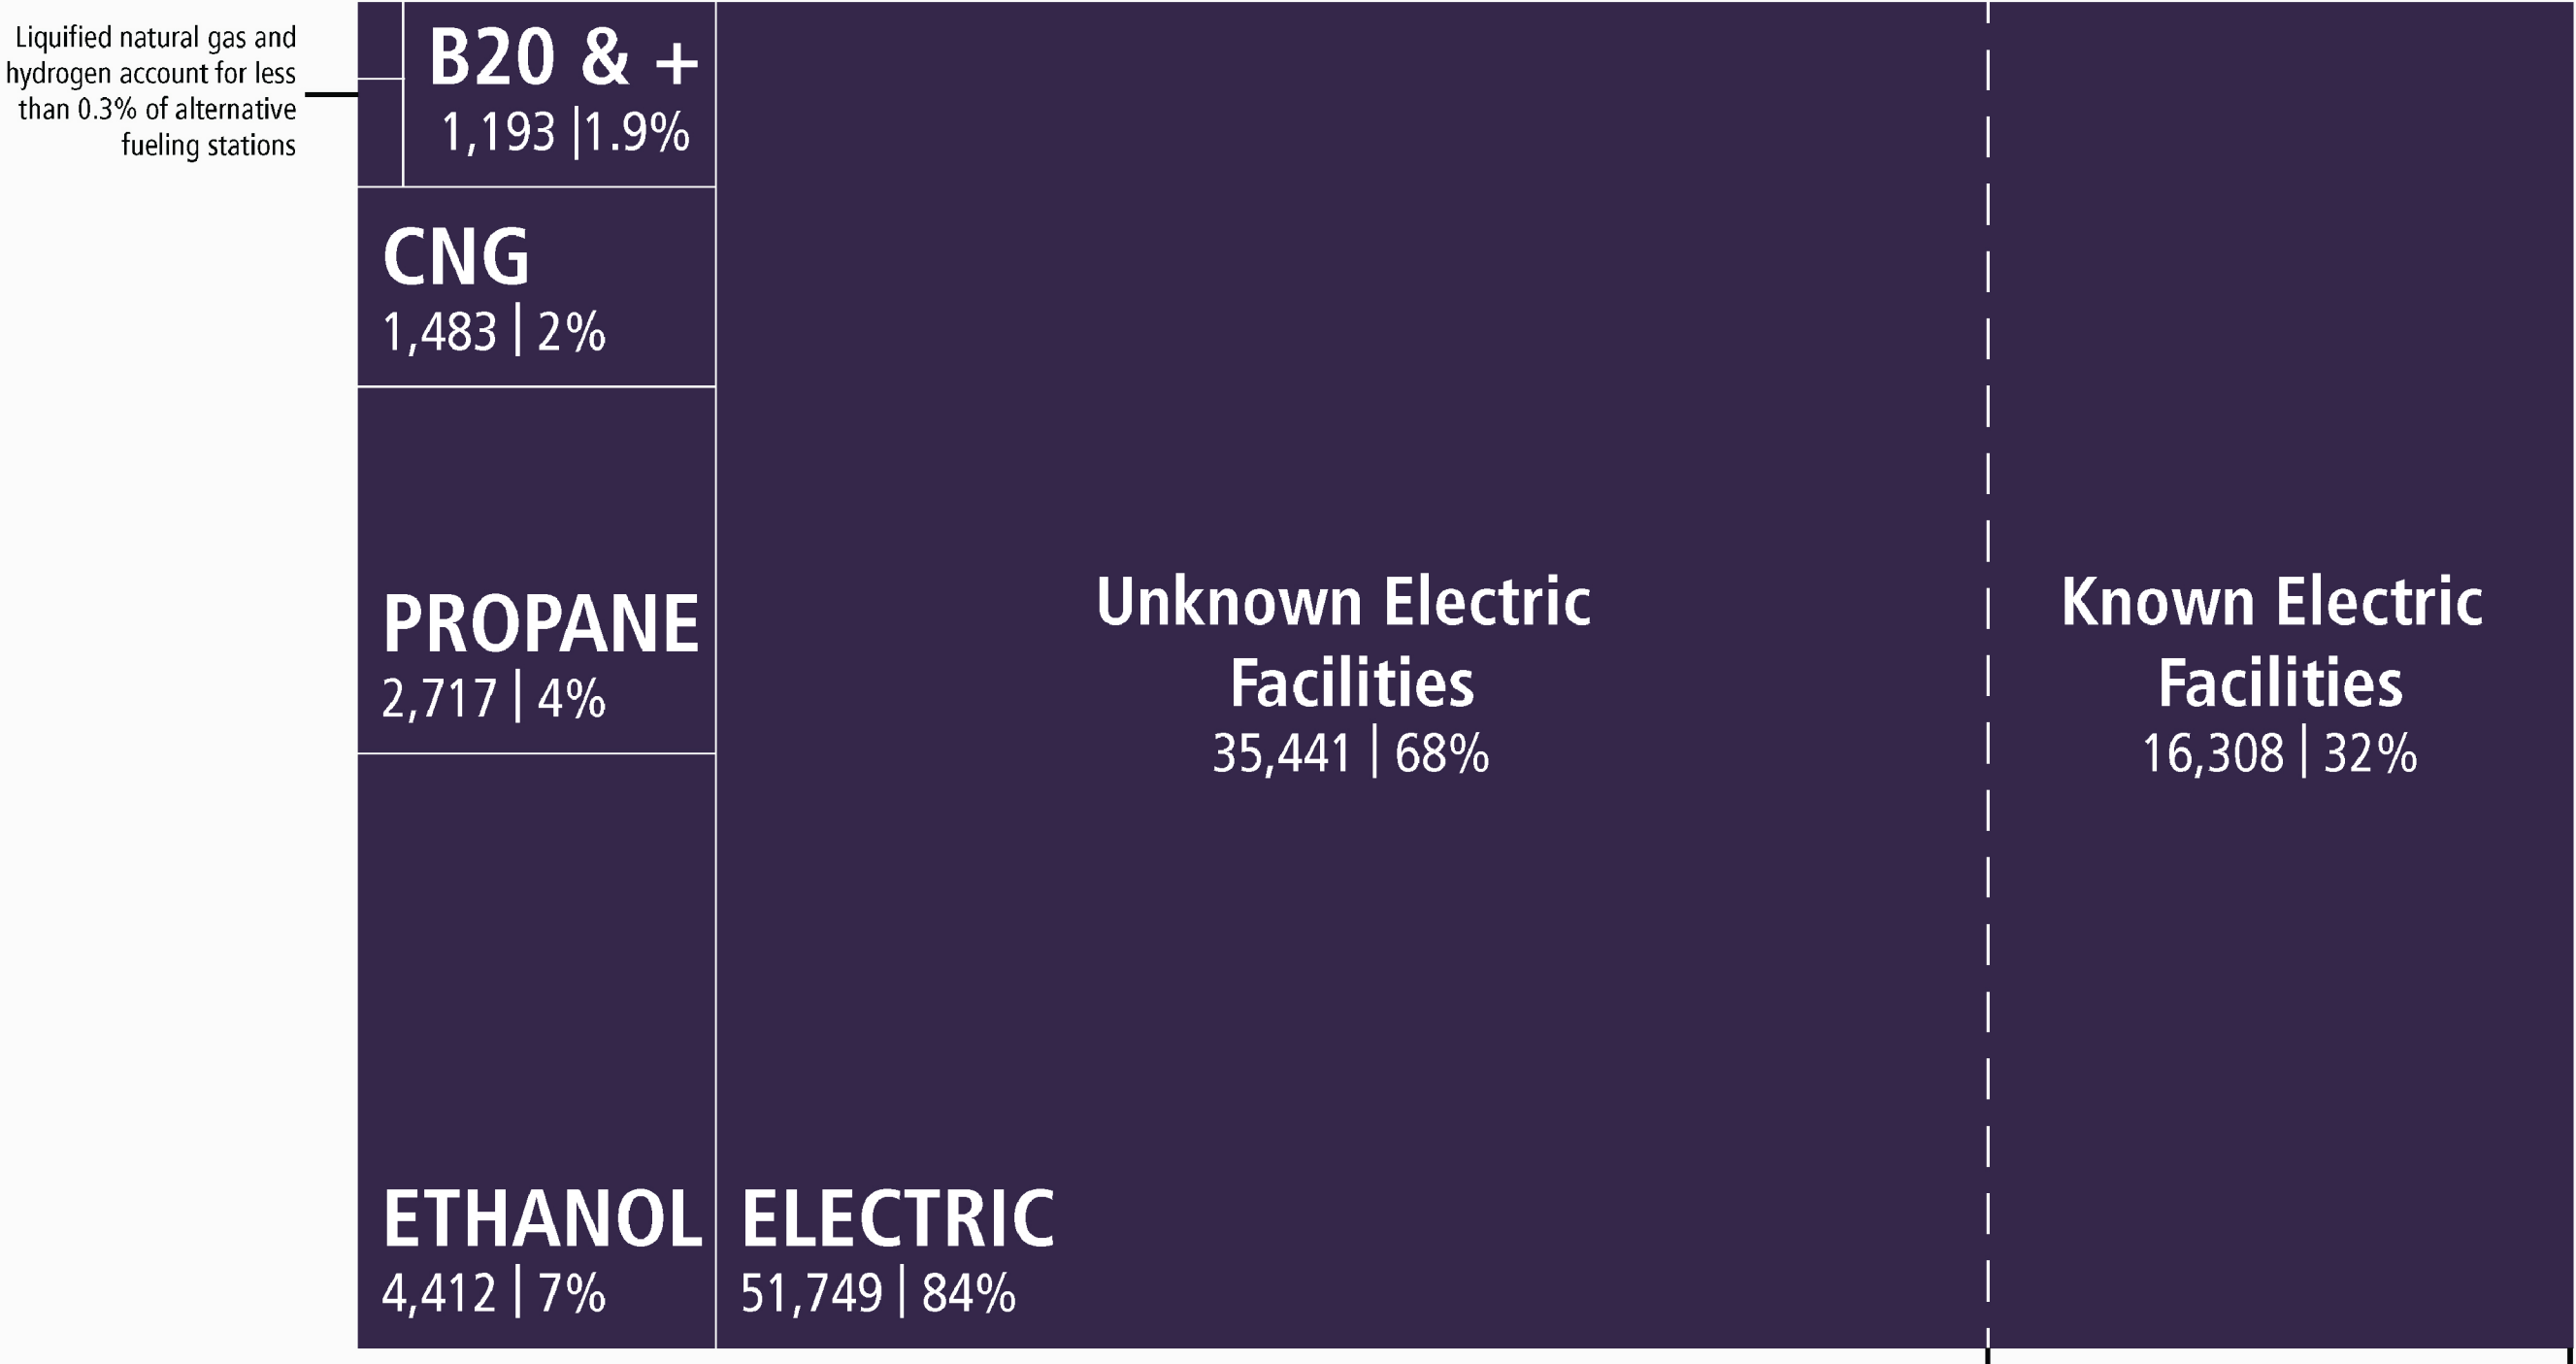 Liquified natural gas and
hydrogen account for less
than 0.3% of alternative
fueling stations
B20 & +
1,193 |1.9%
CNG
1,483 | 2%
PROPANE
2,717 | 4%
ETHANOL
4,412 | 7%
ELECTRIC
51,749 | 84%
Unknown Electric
Facilities
35,441 | 68%
Known Electric
Facilities
16,308 | 32%